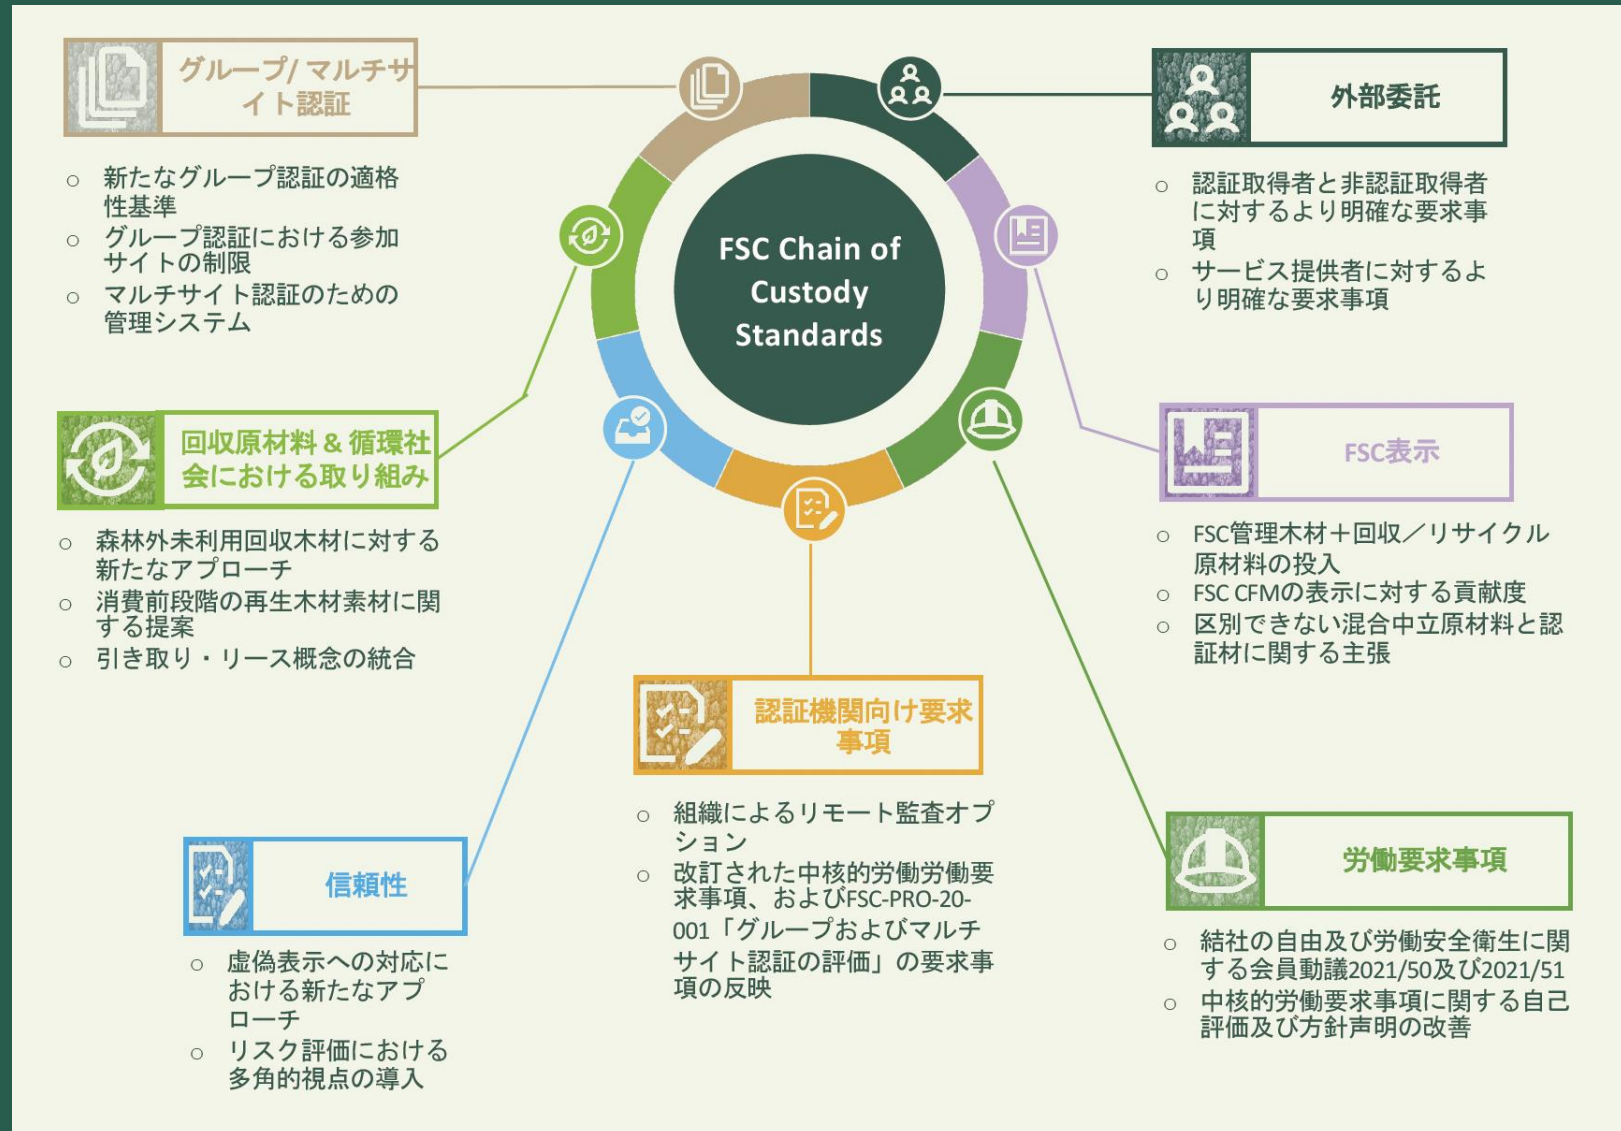 グループ/ マルチサ
イト認証
○ 新たなグループ認証の適格
性基準
○ グループ認証における参加
サイトの制限
○ マルチサイト認証のための
管理システム
外部委託
○ 認証取得者と非認証取得者
に対するより明確な要求事
項
○ サービス提供者に対するよ
り明確な要求事項
FSC Chain of
Custody
Standards
回収原材料 & 循環社
会における取り組み
○ 森林外未利用回収木材に対する
新たなアプローチ
○ 消費前段階の再生木材素材に関
する提案
○ 引き取り・リース概念の統合
FSC表示
○ FSC管理木材＋回収／リサイクル
原材料の投入
○ FSC CFMの表示に対する貢献度
○ 区別できない混合中立原材料と認
証材に関する主張
認証機関向け要求
事項
○ 組織によるリモート監査オプ
ション
○ 改訂された中核的労働労働要
求事項、およびFSC-PRO-20-
001「グループおよびマルチ
サイト認証の評価」の要求事
項の反映
信頼性
○ 虚偽表示への対応に
おける新たなアプ
ローチ
○ リスク評価における
多角的視点の導入
労働要求事項
○ 結社の自由及び労働安全衛生に関
する会員動議2021/50及び2021/51
○ 中核的労働要求事項に関する自己
評価及び方針声明の改善